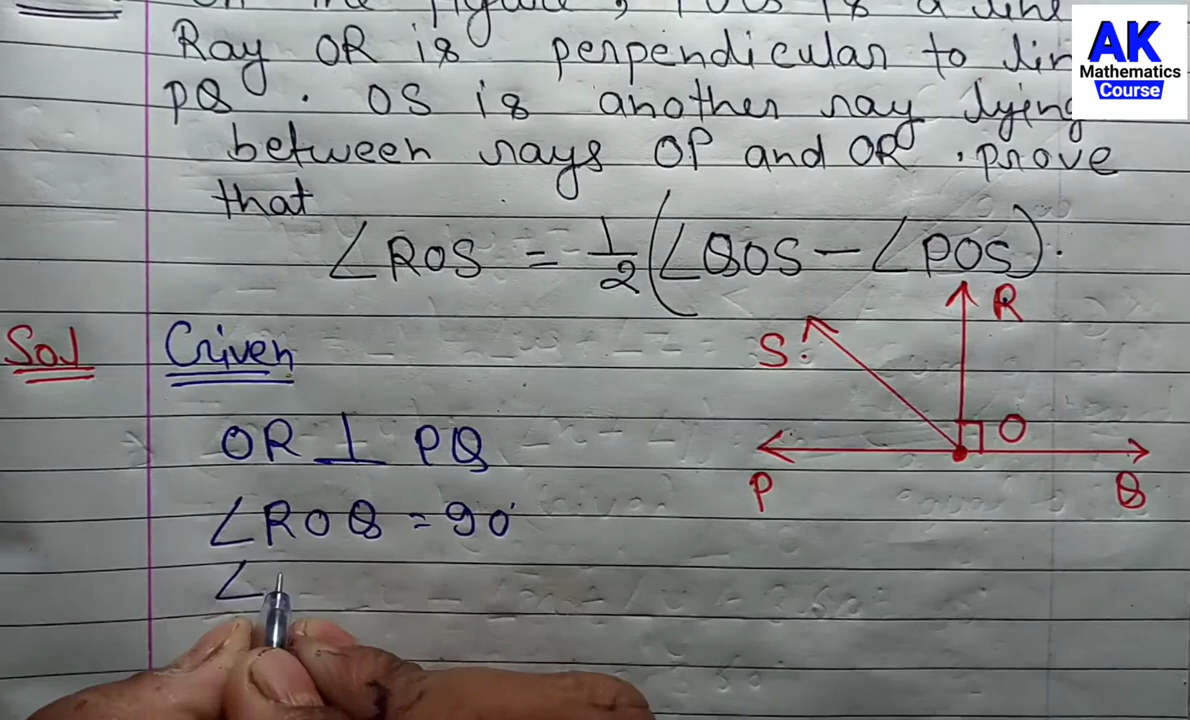 Ray OR is perpendicular to lin
PQ . OS is another ray lying
between rays OP and OR . prove
that
∠ROS = 1/2 (∠QOS − ∠POS).
Sol Given
OR ⊥ PQ
∠ROQ = 90°
∠
R
S
O
P
Q
AK
Mathematics
Course